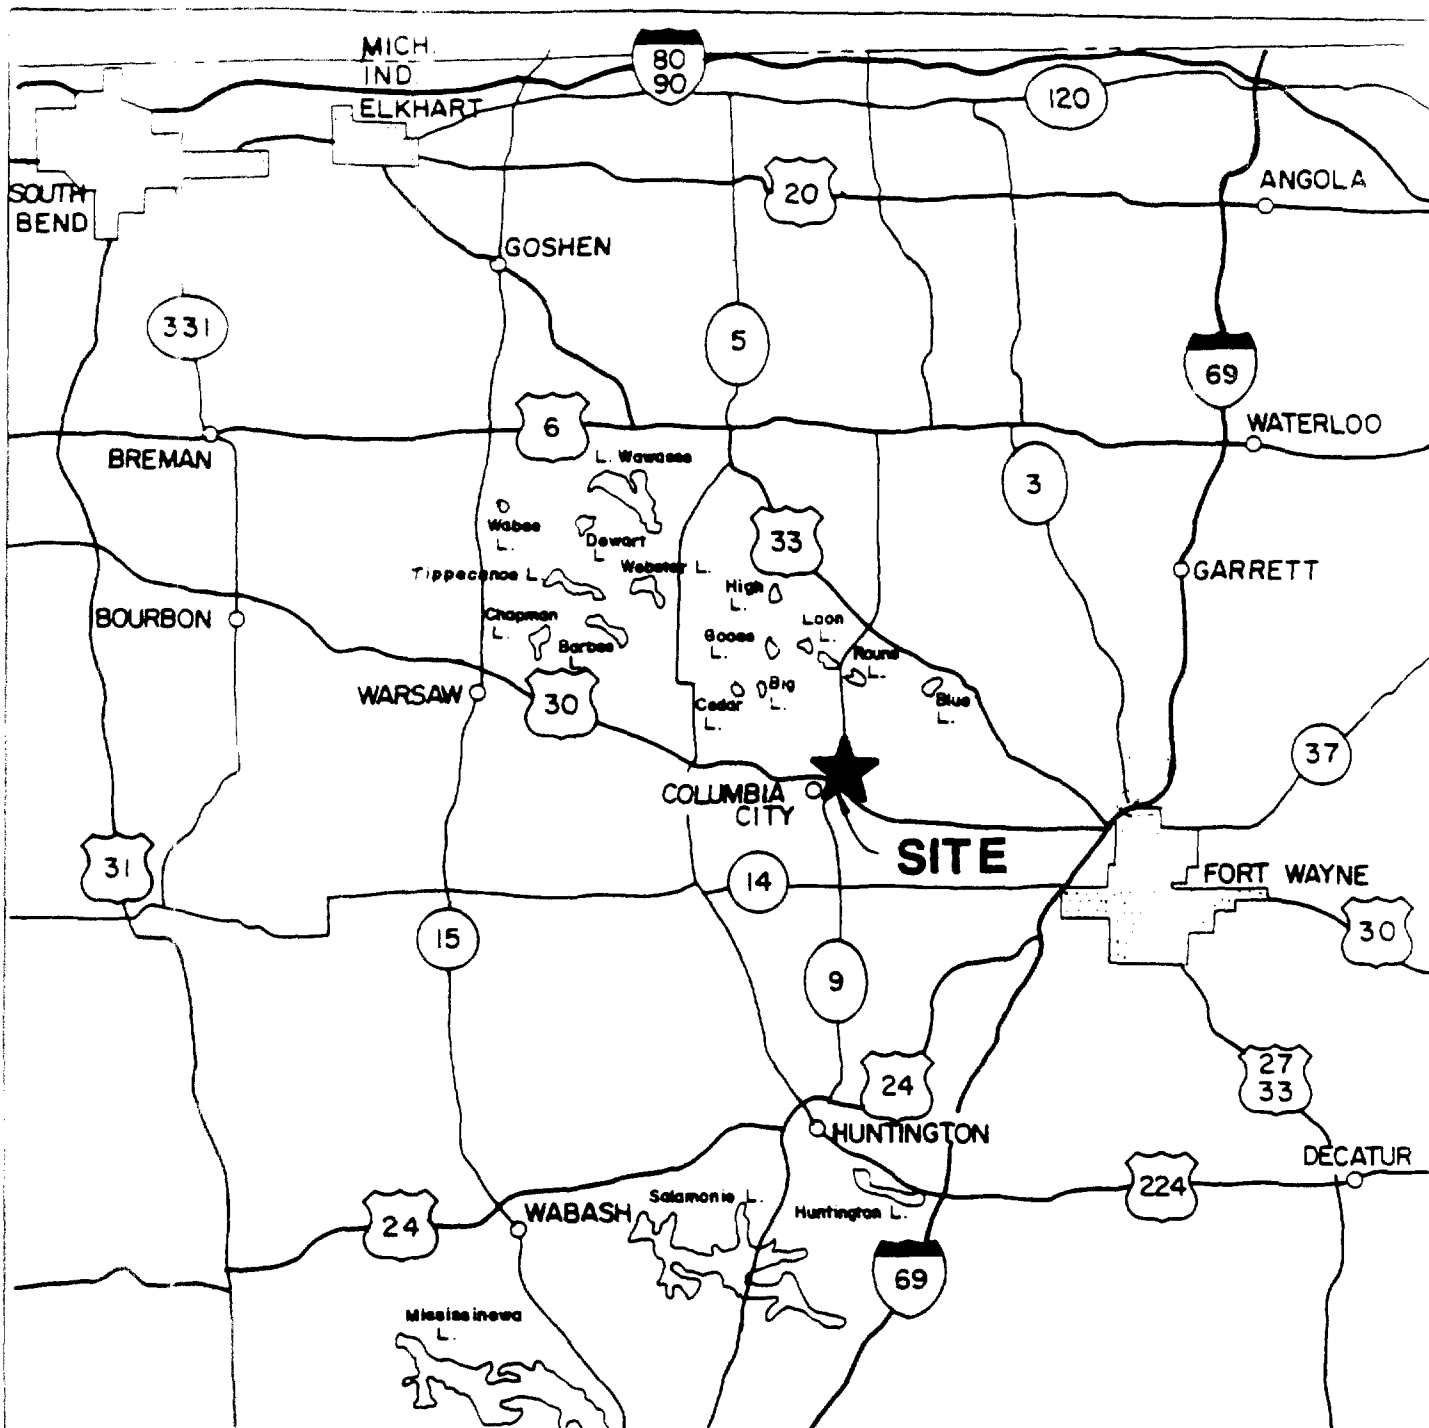 MICH.
IND.
ELKHART
80
90
120
SOUTH
BEND
20
ANGOLA
GOSHEN
331
5
69
6
WATERLOO
BREMAN
L. Wawasee
3
Wabee
L.
Dewart
L.
33
Tippecanoe L.
Webster L.
High
L.
GARRETT
BOURBON
Chapman
L.
Barbee
L.
Goose
L.
Loon
L.
Round
L.
WARSAW
30
Cedar
L.
Big
L.
Blue
L.
37
COLUMBIA
CITY
SITE
31
14
FORT WAYNE
15
30
9
24
27
33
HUNTINGTON
DECATUR
224
24
WABASH
Salamonie L.
Huntington L.
69
Mississinewa
L.